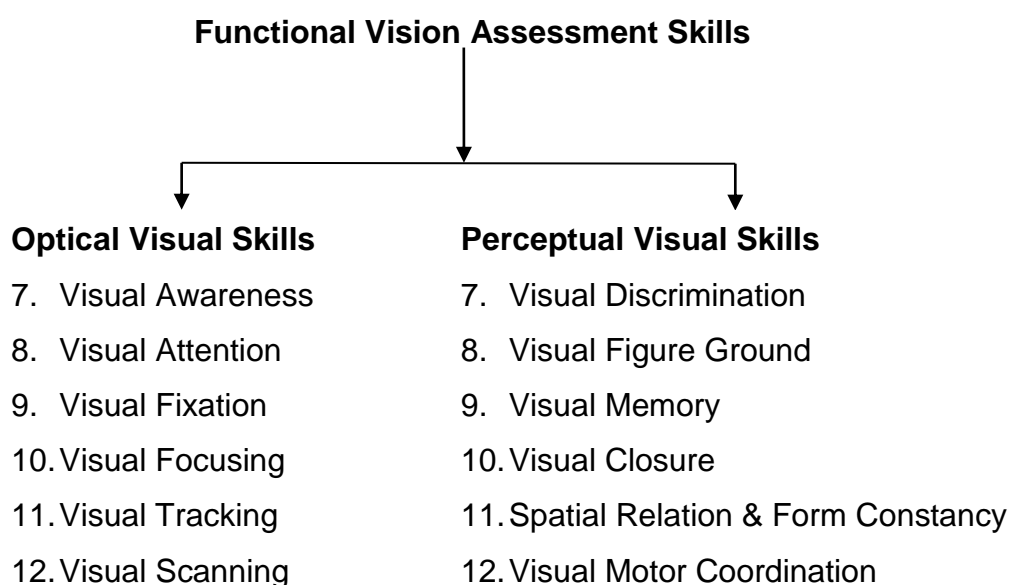 Functional Vision Assessment Skills
Optical Visual Skills
7. Visual Awareness
8. Visual Attention
9. Visual Fixation
10. Visual Focusing
11. Visual Tracking
12. Visual Scanning
Perceptual Visual Skills
7. Visual Discrimination
8. Visual Figure Ground
9. Visual Memory
10. Visual Closure
11. Spatial Relation & Form Constancy
12. Visual Motor Coordination